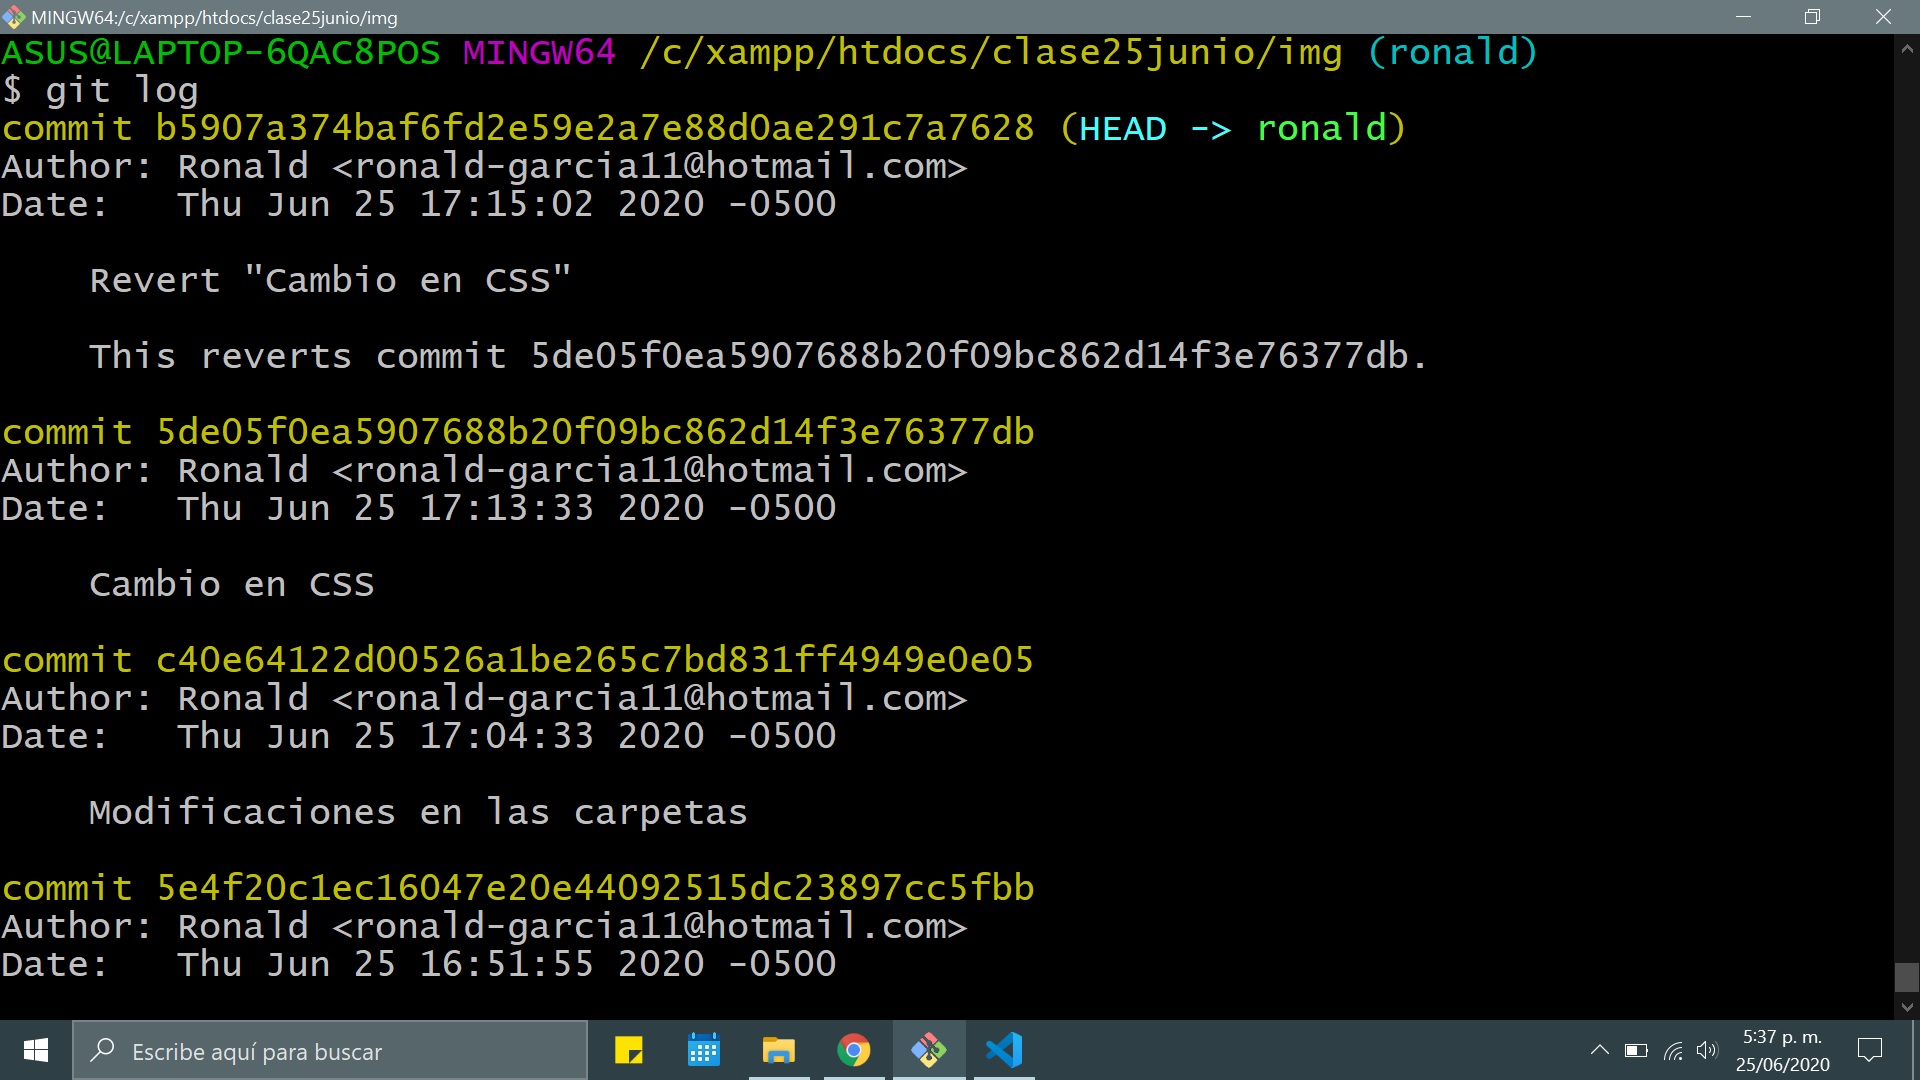 MINGW64:/c/xampp/htdocs/clase25junio/img
ASUS@LAPTOP-6QAC8POS MINGW64 /c/xampp/htdocs/clase25junio/img (ronald)
$ git log
commit b5907a374baf6fd2e59e2a7e88d0ae291c7a7628 (HEAD -> ronald)
Author: Ronald <ronald-garcia11@hotmail.com>
Date:   Thu Jun 25 17:15:02 2020 -0500
    Revert "Cambio en CSS"
    This reverts commit 5de05f0ea5907688b20f09bc862d14f3e76377db.
commit 5de05f0ea5907688b20f09bc862d14f3e76377db
Author: Ronald <ronald-garcia11@hotmail.com>
Date:   Thu Jun 25 17:13:33 2020 -0500
    Cambio en CSS
commit c40e64122d00526a1be265c7bd831ff4949e0e05
Author: Ronald <ronald-garcia11@hotmail.com>
Date:   Thu Jun 25 17:04:33 2020 -0500
    Modificaciones en las carpetas
commit 5e4f20c1ec16047e20e44092515dc23897cc5fbb
Author: Ronald <ronald-garcia11@hotmail.com>
Date:   Thu Jun 25 16:51:55 2020 -0500
Escribe aquí para buscar
5:37 p. m.
25/06/2020